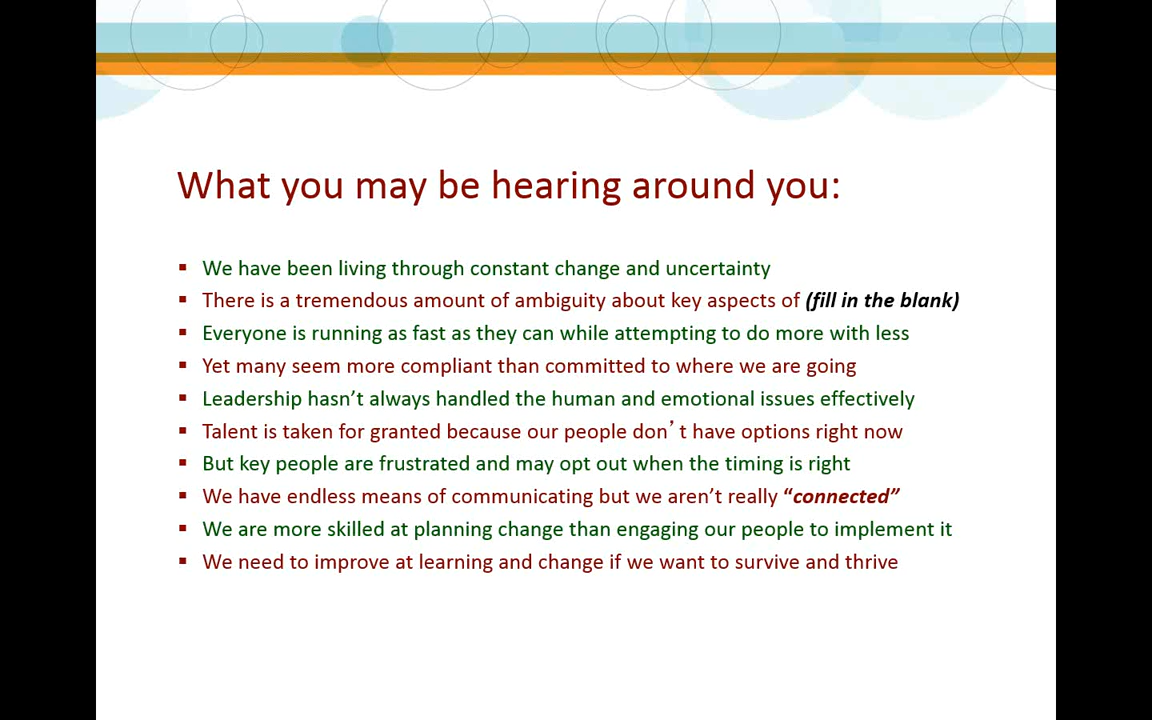 What you may be hearing around you:
▪ We have been living through constant change and uncertainty
▪ There is a tremendous amount of ambiguity about key aspects of (fill in the blank)
▪ Everyone is running as fast as they can while attempting to do more with less
▪ Yet many seem more compliant than committed to where we are going
▪ Leadership hasn’t always handled the human and emotional issues effectively
▪ Talent is taken for granted because our people don’ t have options right now
▪ But key people are frustrated and may opt out when the timing is right
▪ We have endless means of communicating but we aren’t really “connected”
▪ We are more skilled at planning change than engaging our people to implement it
▪ We need to improve at learning and change if we want to survive and thrive